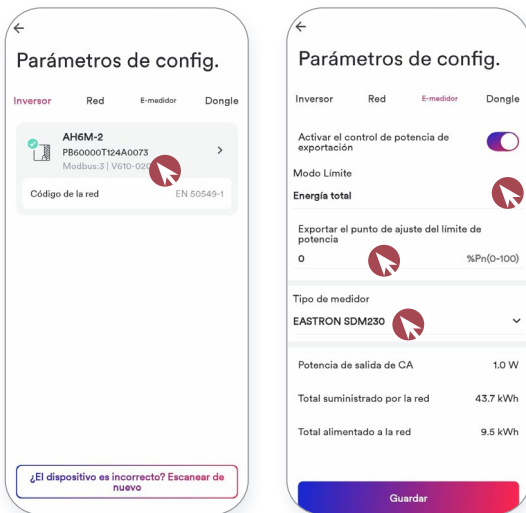 Parámetros de config.
Inversor Red E-medidor Dongle
AH6M-2
PB60000T124A0073
Modbus:3 | V610-020
Código de la red EN 50549-1
¿El dispositivo es incorrecto? Escanear de
nuevo
Parámetros de config.
Inversor Red E-medidor Dongle
Activar el control de potencia de
exportación
Modo Límite
Energía total
Exportar el punto de ajuste del límite de
potencia
0 %Pn(0-100)
Tipo de medidor
EASTRON SDM230
Potencia de salida de CA 1.0 W
Total suministrado por la red 43.7 kWh
Total alimentado a la red 9.5 kWh
Guardar